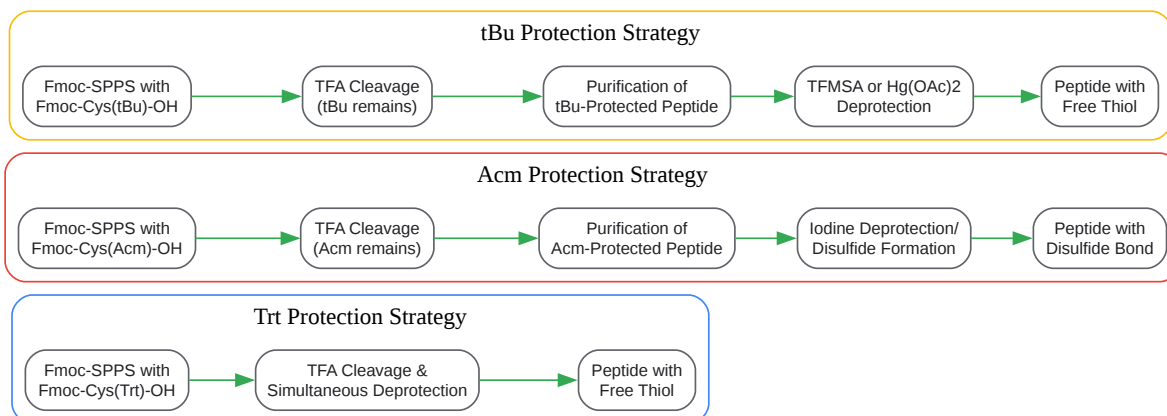 tBu Protection Strategy
Fmoc-SPPS with
Fmoc-Cys(tBu)-OH
TFA Cleavage
(tBu remains)
Purification of
tBu-Protected Peptide
TFMSA or Hg(OAc)2
Deprotection
Peptide with
Free Thiol
Acm Protection Strategy
Fmoc-SPPS with
Fmoc-Cys(Acm)-OH
TFA Cleavage
(Acm remains)
Purification of
Acm-Protected Peptide
Iodine Deprotection/
Disulfide Formation
Peptide with
Disulfide Bond
Trt Protection Strategy
Fmoc-SPPS with
Fmoc-Cys(Trt)-OH
TFA Cleavage &
Simultaneous Deprotection
Peptide with
Free Thiol